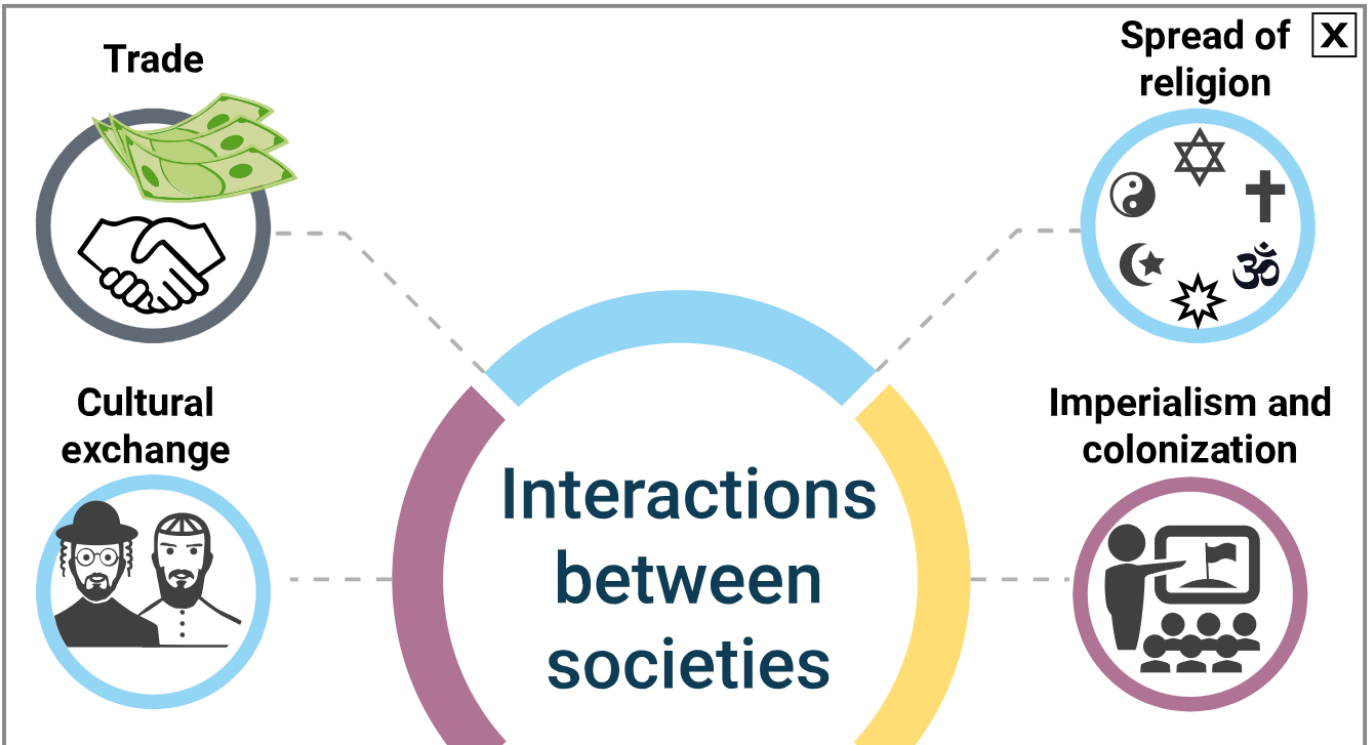 Trade
Spread of
religion
X
Cultural
exchange
Imperialism and
colonization
Interactions
between
societies